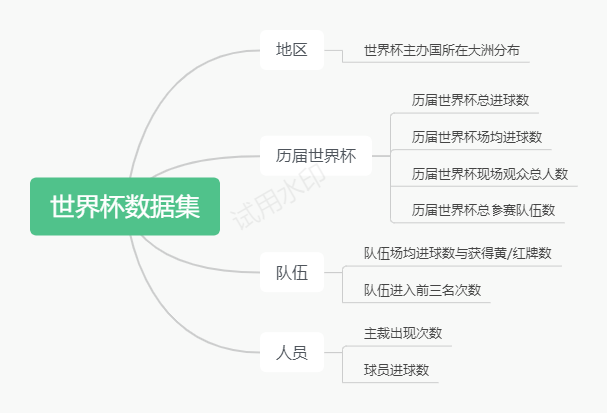 世界杯数据集
地区
世界杯主办国所在大洲分布
历届世界杯
历届世界杯总进球数
历届世界杯场均进球数
历届世界杯现场观众总人数
历届世界杯总参赛队伍数
队伍
队伍场均进球数与获得黄/红牌数
队伍进入前三名次数
人员
主裁出现次数
球员进球数
试用水印